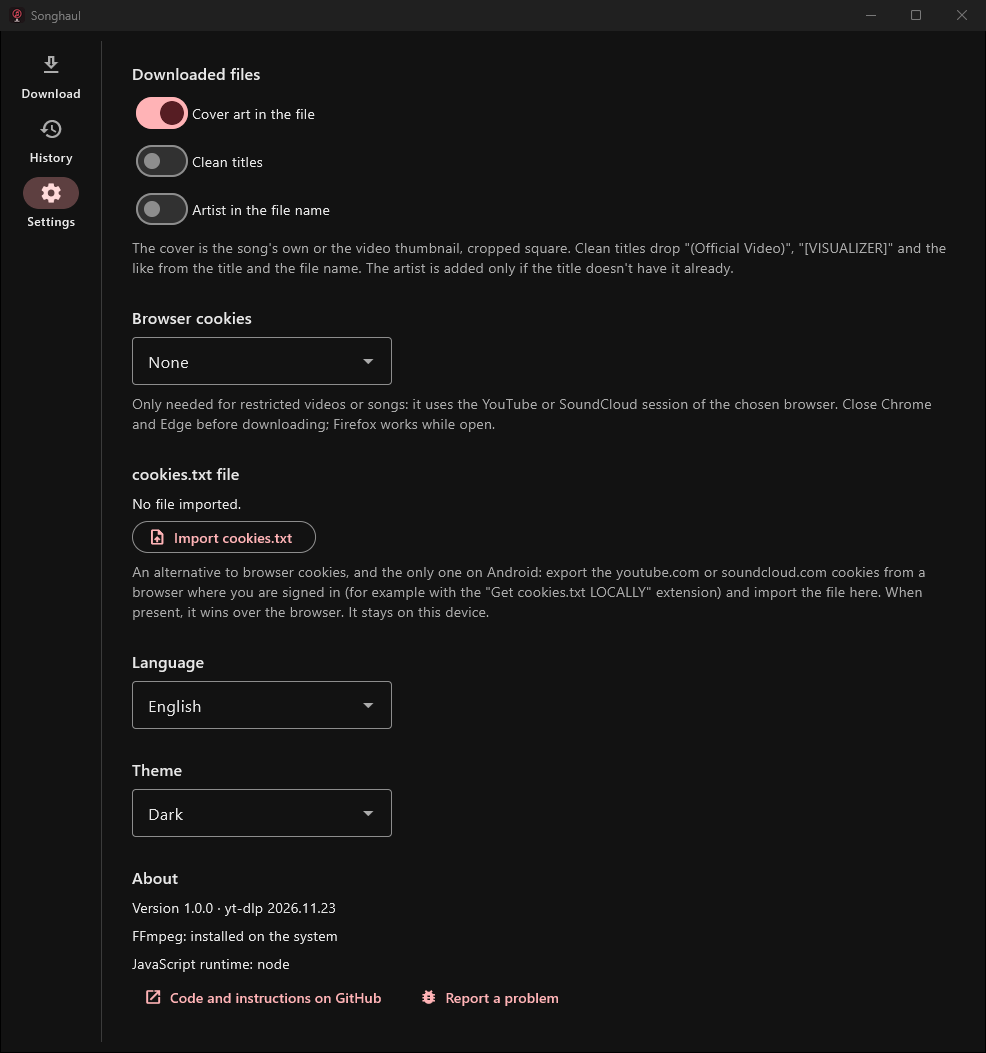 Songhaul
Download
History
Settings
Downloaded files
Cover art in the file
Clean titles
Artist in the file name
The cover is the song's own or the video thumbnail, cropped square. Clean titles drop "(Official Video)", "[VISUALIZER]" and the
like from the title and the file name. The artist is added only if the title doesn't have it already.
Browser cookies
None
Only needed for restricted videos or songs: it uses the YouTube or SoundCloud session of the chosen browser. Close Chrome
and Edge before downloading; Firefox works while open.
cookies.txt file
No file imported.
Import cookies.txt
An alternative to browser cookies, and the only one on Android: export the youtube.com or soundcloud.com cookies from a
browser where you are signed in (for example with the "Get cookies.txt LOCALLY" extension) and import the file here. When
present, it wins over the browser. It stays on this device.
Language
English
Theme
Dark
About
Version 1.0.0 · yt-dlp 2026.11.23
FFmpeg: installed on the system
JavaScript runtime: node
Code and instructions on GitHub
Report a problem